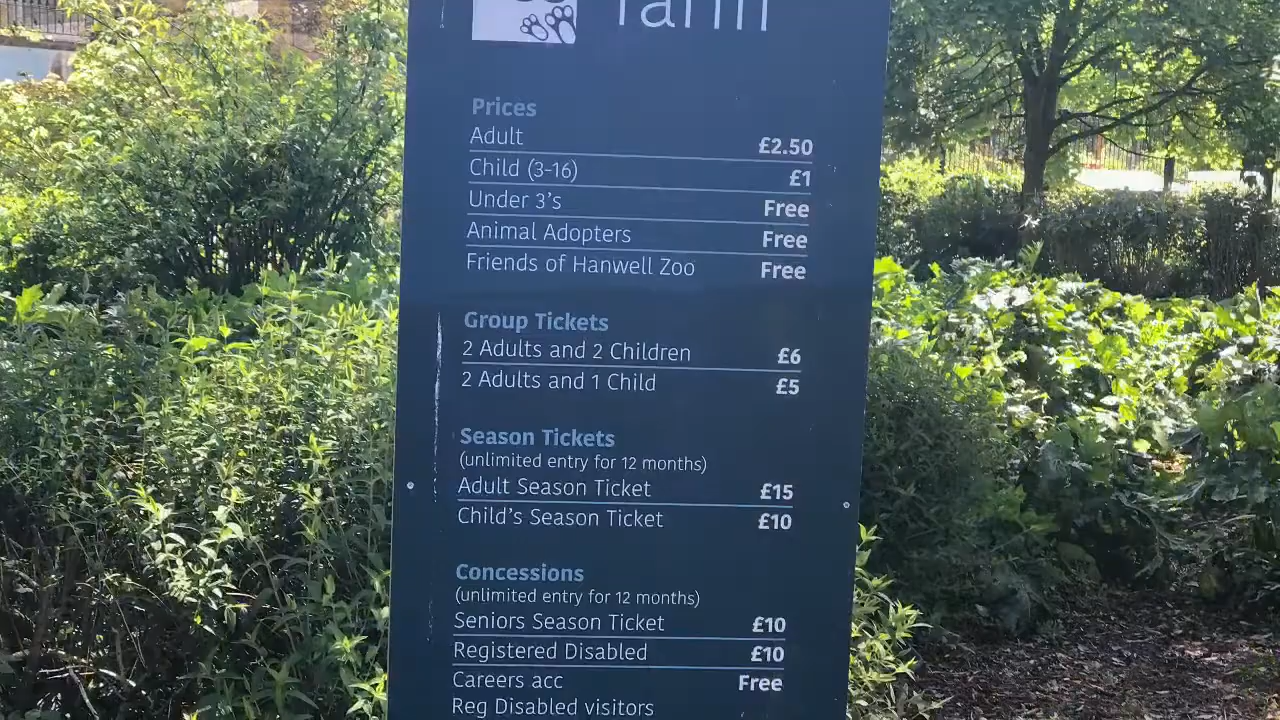 Tariff
Prices
Adult £2.50
Child (3-16) £1
Under 3's Free
Animal Adopters Free
Friends of Hanwell Zoo Free
Group Tickets
2 Adults and 2 Children £6
2 Adults and 1 Child £5
Season Tickets
(unlimited entry for 12 months)
Adult Season Ticket £15
Child's Season Ticket £10
Concessions
(unlimited entry for 12 months)
Seniors Season Ticket £10
Registered Disabled £10
Careers acc Free
Reg Disabled visitors